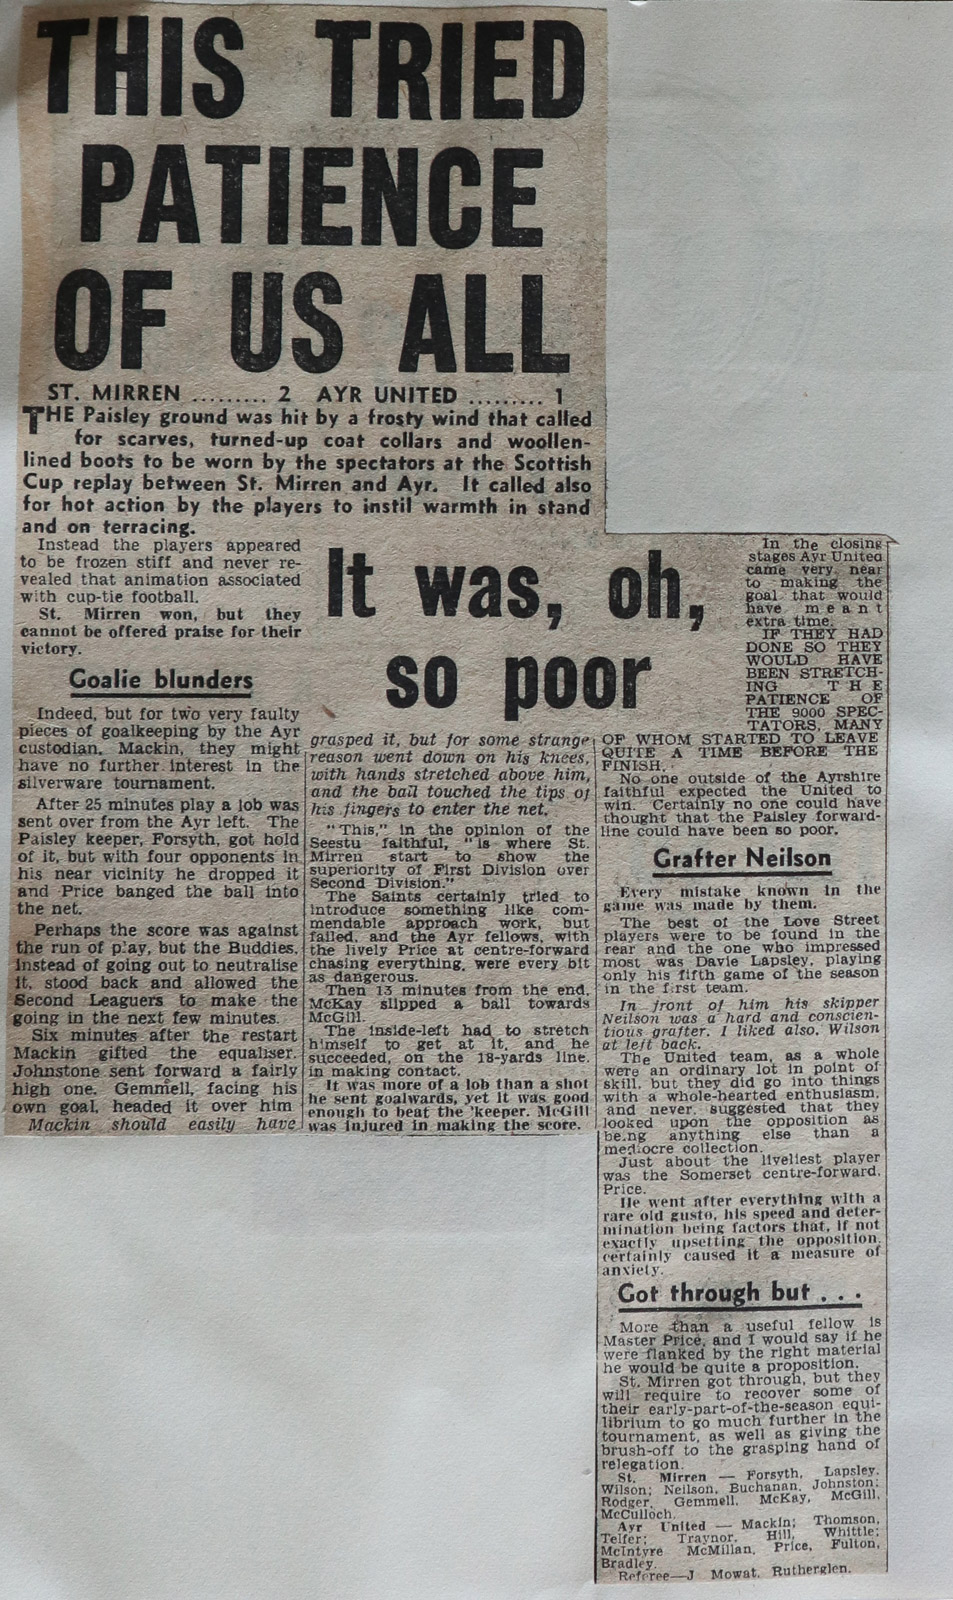 THIS TRIED
PATIENCE
OF US ALL
ST. MIRREN ......... 2 AYR UNITED ......... 1
THE Paisley ground was hit by a frosty wind that called
for scarves, turned-up coat collars and woollen-
lined boots to be worn by the spectators at the Scottish
Cup replay between St. Mirren and Ayr. It called also
for hot action by the players to instil warmth in stand
and on terracing.
Instead the players appeared
to be frozen stiff and never re-
vealed that animation associated
with cup-tie football.
St. Mirren won, but they
cannot be offered praise for their
victory.
Goalie blunders
Indeed, but for two very faulty
pieces of goalkeeping by the Ayr
custodian, Mackin, they might
have no further interest in the
silverware tournament.
After 25 minutes play a lob was
sent over from the Ayr left. The
Paisley keeper, Forsyth, got hold
of it, but with four opponents in
his near vicinity he dropped it
and Price banged the ball into
the net.
Perhaps the score was against
the run of play, but the Buddies,
instead of going out to neutralise
it, stood back and allowed the
Second Leaguers to make the
going in the next few minutes.
Six minutes after the restart
Mackin gifted the equaliser.
Johnstone sent forward a fairly
high one. Gemmell, facing his
own goal, headed it over him
Mackin should easily have
It was, oh,
so poor
grasped it, but for some strange
reason went down on his knees,
with hands stretched above him,
and the ball touched the tips of
his fingers to enter the net.
"This," in the opinion of the
Seestu faithful, "is where St.
Mirren start to show the
superiority of First Division over
Second Division."
The Saints certainly tried to
introduce something like com-
mendable approach work, but
failed, and the Ayr fellows, with
the lively Price at centre-forward
chasing everything, were every bit
as dangerous.
Then 13 minutes from the end,
McKay slipped a ball towards
McGill.
The inside-left had to stretch
himself to get at it, and he
succeeded, on the 18-yards line,
in making contact.
It was more of a lob than a shot
he sent goalwards, yet it was good
enough to beat the 'keeper. McGill
was injured in making the score.
In the closing
stages Ayr United
came very near
to making the
goal that would
have meant
extra time.
IF THEY HAD
DONE SO THEY
WOULD HAVE
BEEN STRETCH-
ING THE
PATIENCE OF
THE 9000 SPEC-
TATORS, MANY
OF WHOM STARTED TO LEAVE
QUITE A TIME BEFORE THE
FINISH.
No one outside of the Ayrshire
faithful expected the United to
win. Certainly no one could have
thought that the Paisley forward-
line could have been so poor.
Grafter Neilson
Every mistake known in the
game was made by them.
The best of the Love Street
players were to be found in the
rear and the one who impressed
most was Davie Lapsley, playing
only his fifth game of the season
in the first team.
In front of him his skipper
Neilson was a hard and conscien-
tious grafter. I liked also, Wilson
at left back.
The United team, as a whole
were an ordinary lot in point of
skill, but they did go into things
with a whole-hearted enthusiasm,
and never, suggested that they
looked upon the opposition as
being anything else than a
mediocre collection.
Just about the liveliest player
was the Somerset centre-forward,
Price.
He went after everything with a
rare old gusto, his speed and deter-
mination being factors that, if not
exactly upsetting the opposition,
certainly caused it a measure of
anxiety.
Got through but . . .
More than a useful fellow is
Master Price, and I would say if he
were flanked by the right material
he would be quite a proposition.
St. Mirren got through, but they
will require to recover some of
their early-part-of-the-season equi-
librium to go much further in the
tournament, as well as giving the
brush-off to the grasping hand of
relegation.
St. Mirren — Forsyth, Lapsley,
Wilson; Neilson, Buchanan, Johnston;
Rodger, Gemmell, McKay, McGill,
McCulloch.
Ayr United — Mackin; Thomson,
Telfer; Traynor, Hill, Whittle;
McIntyre McMillan, Price, Fulton,
Bradley.
Referee—J Mowat, Rutherglen.